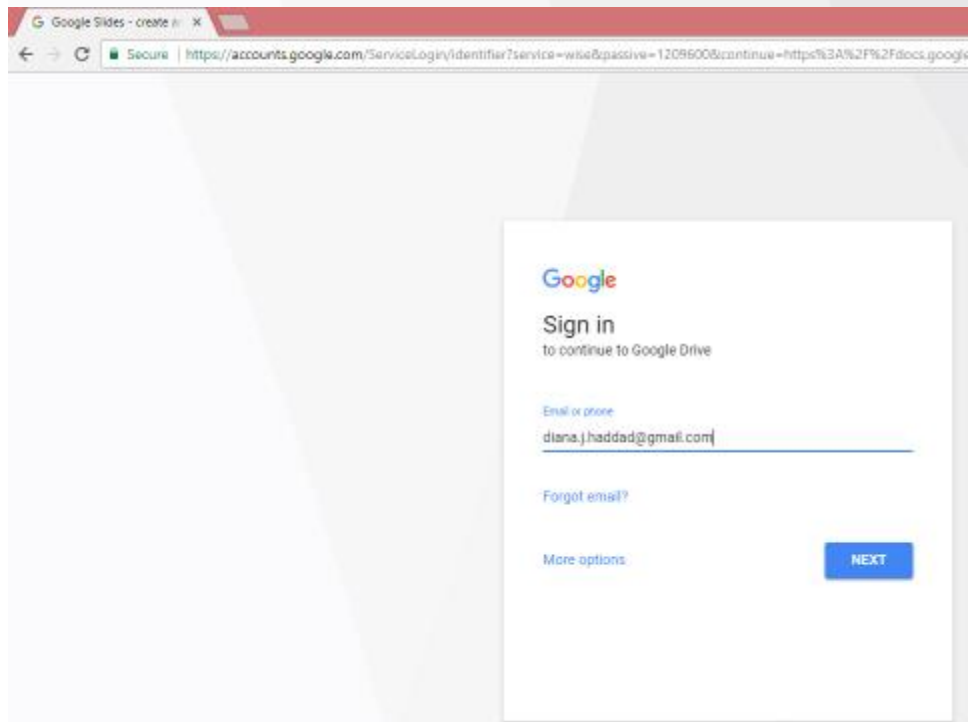 Google Slides - create a
Secure | https://accounts.google.com/ServiceLogin/identifier?service=wise&passive=1209600&continue=https%3A%2F%2Fdocs.google
Google
Sign in
to continue to Google Drive
Email or phone
diana.j.haddad@gmail.com
Forgot email?
More options
NEXT